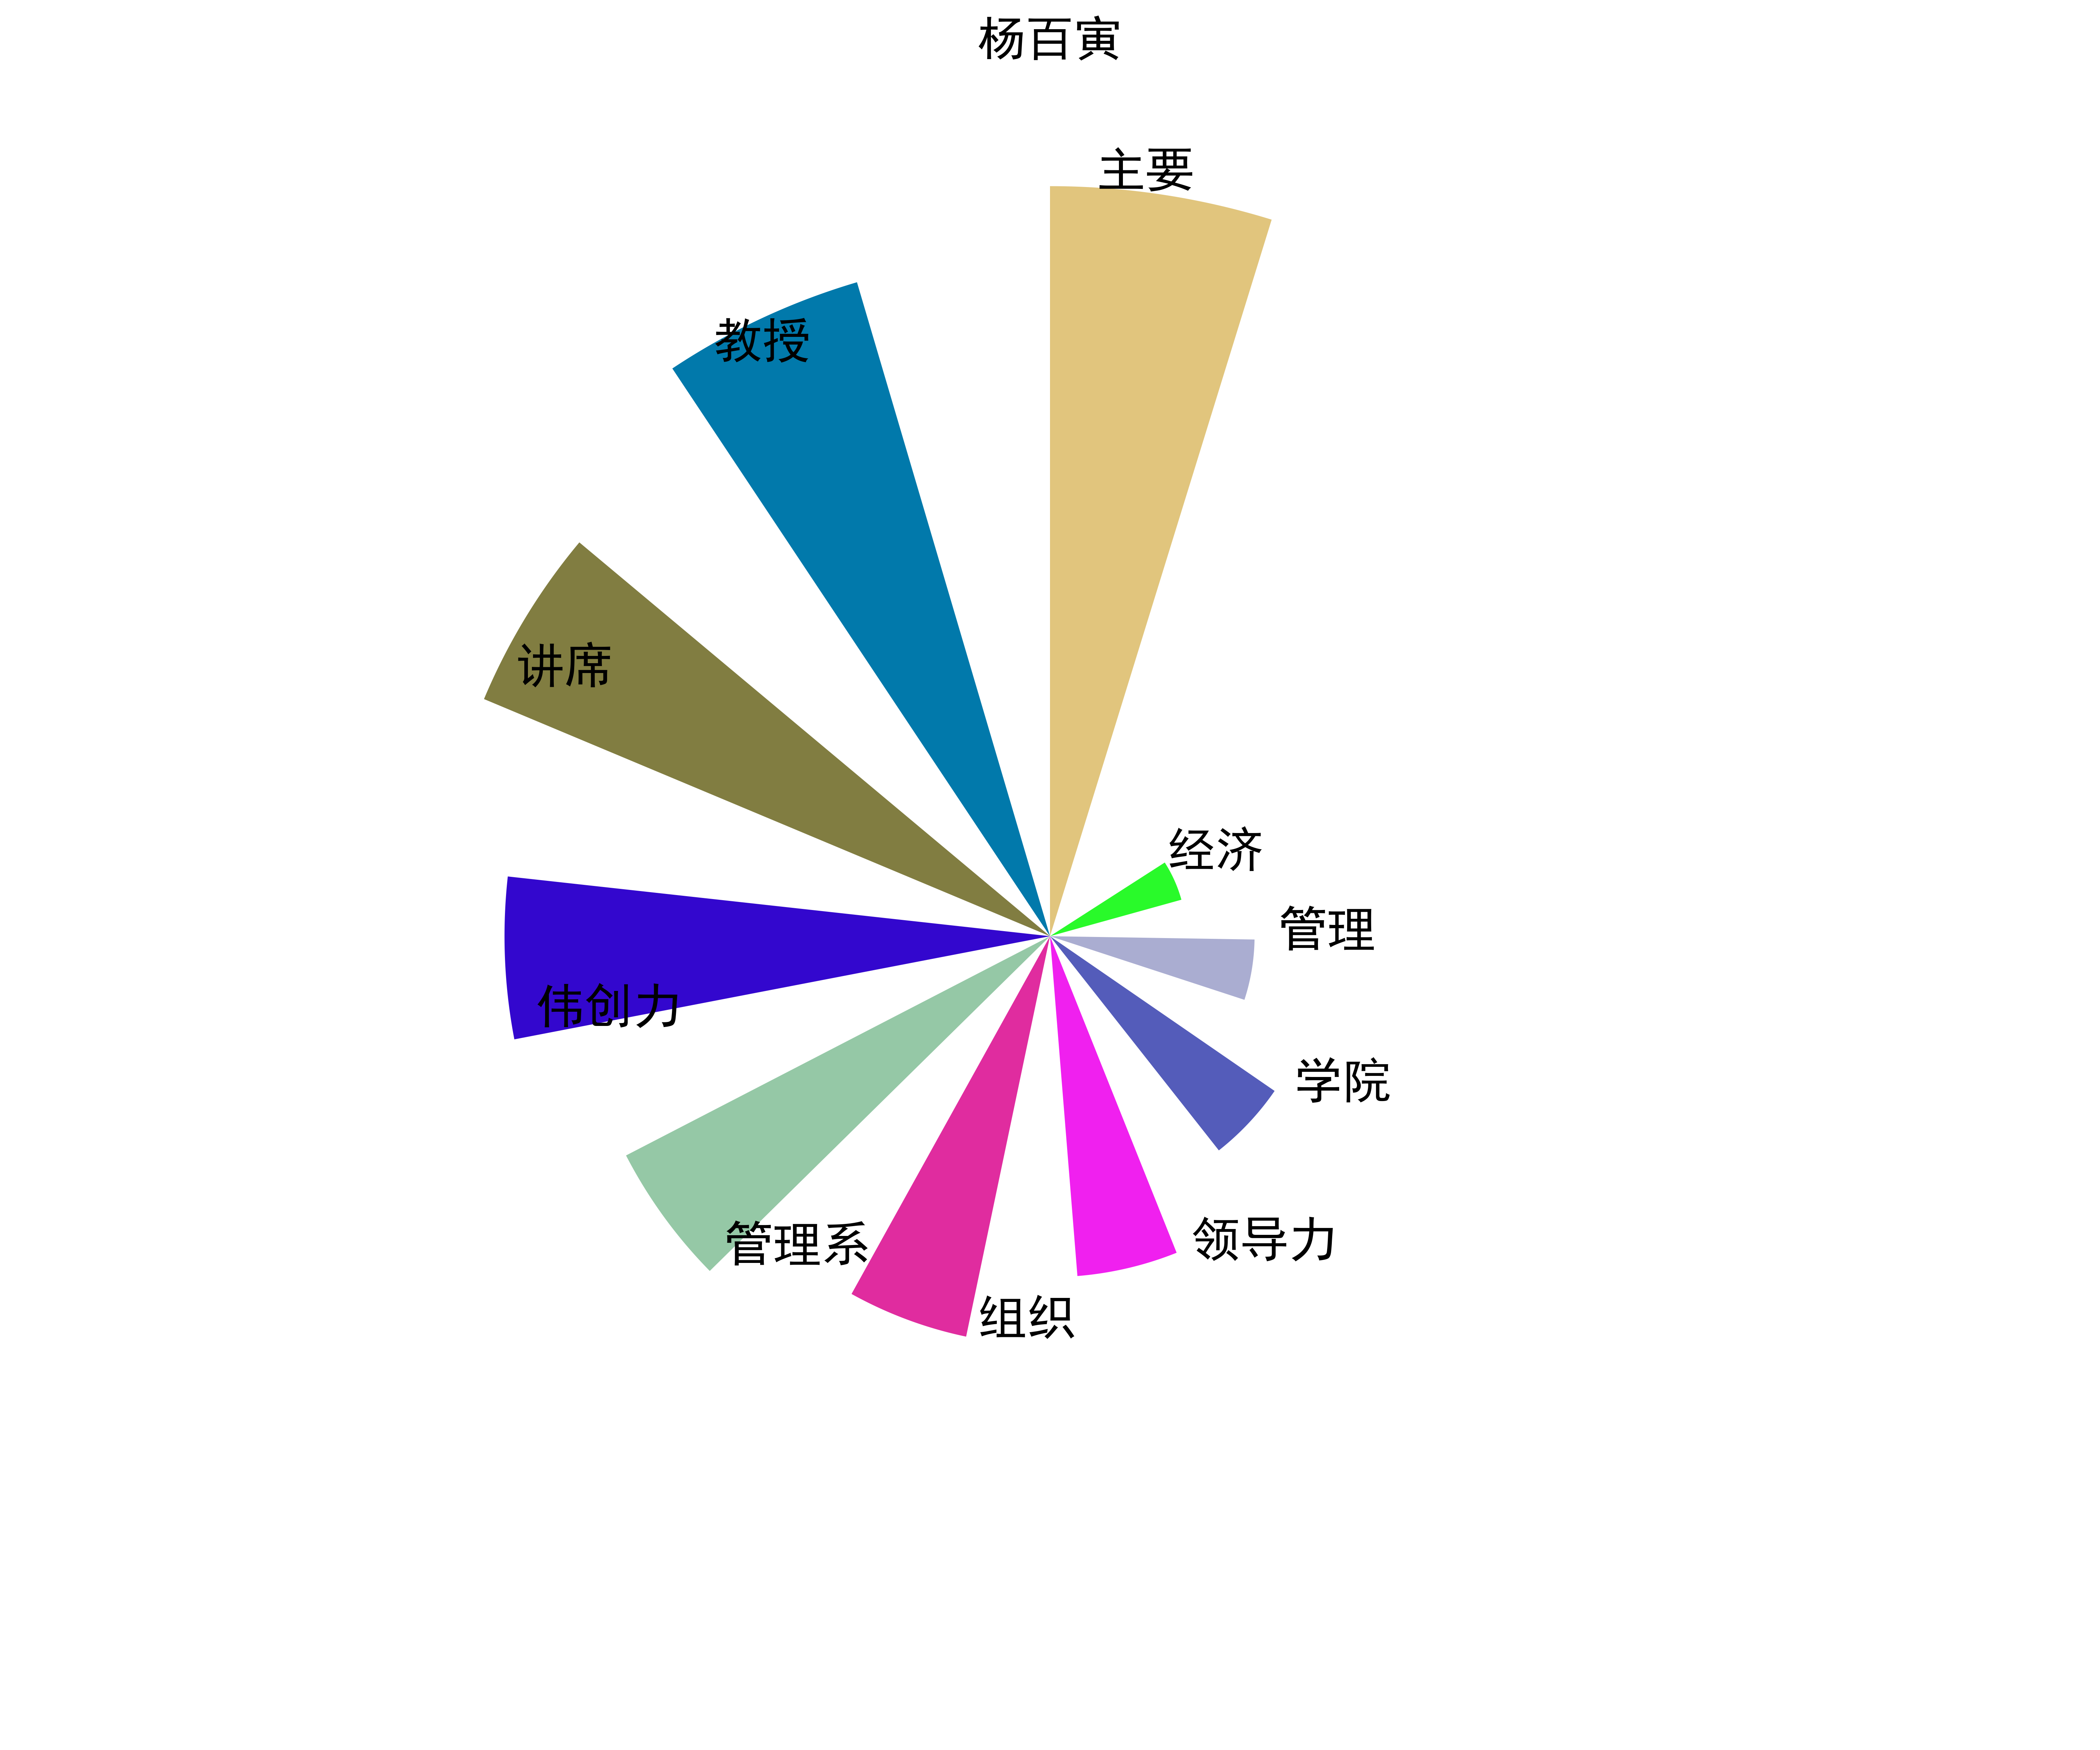 杨百寅
主要
教授
讲席
经济
管理
伟创力
学院
管理系
领导力
组织